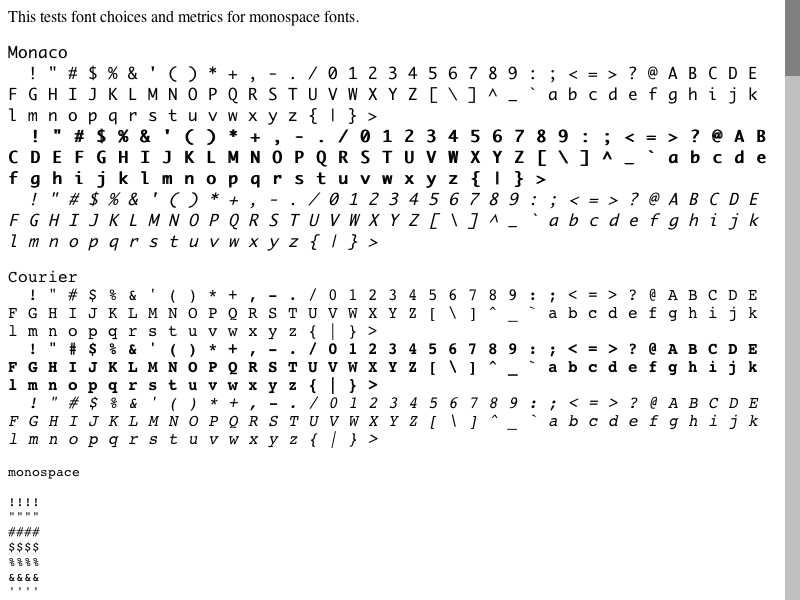 This tests font choices and metrics for monospace fonts.
Monaco
! " # $ % & ' ( ) * + , - . / 0 1 2 3 4 5 6 7 8 9 : ; < = > ? @ A B C D E
F G H I J K L M N O P Q R S T U V W X Y Z [ \ ] ^ _ ` a b c d e f g h i j k
l m n o p q r s t u v w x y z { | } >
! " # $ % & ' ( ) * + , - . / 0 1 2 3 4 5 6 7 8 9 : ; < = > ? @ A B
C D E F G H I J K L M N O P Q R S T U V W X Y Z [ \ ] ^ _ ` a b c d e
f g h i j k l m n o p q r s t u v w x y z { | } >
! " # $ % & ' ( ) * + , - . / 0 1 2 3 4 5 6 7 8 9 : ; < = > ? @ A B C D E
F G H I J K L M N O P Q R S T U V W X Y Z [ \ ] ^ _ ` a b c d e f g h i j k
l m n o p q r s t u v w x y z { | } >
Courier
! " # $ % & ' ( ) * + , - . / 0 1 2 3 4 5 6 7 8 9 : ; < = > ? @ A B C D E
F G H I J K L M N O P Q R S T U V W X Y Z [ \ ] ^ _ ` a b c d e f g h i j k
l m n o p q r s t u v w x y z { | } >
! " # $ % & ' ( ) * + , - . / 0 1 2 3 4 5 6 7 8 9 : ; < = > ? @ A B C D E
F G H I J K L M N O P Q R S T U V W X Y Z [ \ ] ^ _ ` a b c d e f g h i j k
l m n o p q r s t u v w x y z { | } >
! " # $ % & ' ( ) * + , - . / 0 1 2 3 4 5 6 7 8 9 : ; < = > ? @ A B C D E
F G H I J K L M N O P Q R S T U V W X Y Z [ \ ] ^ _ ` a b c d e f g h i j k
l m n o p q r s t u v w x y z { | } >
monospace
!!!!
""""
####
$$$$
%%%%
&&&&
''''